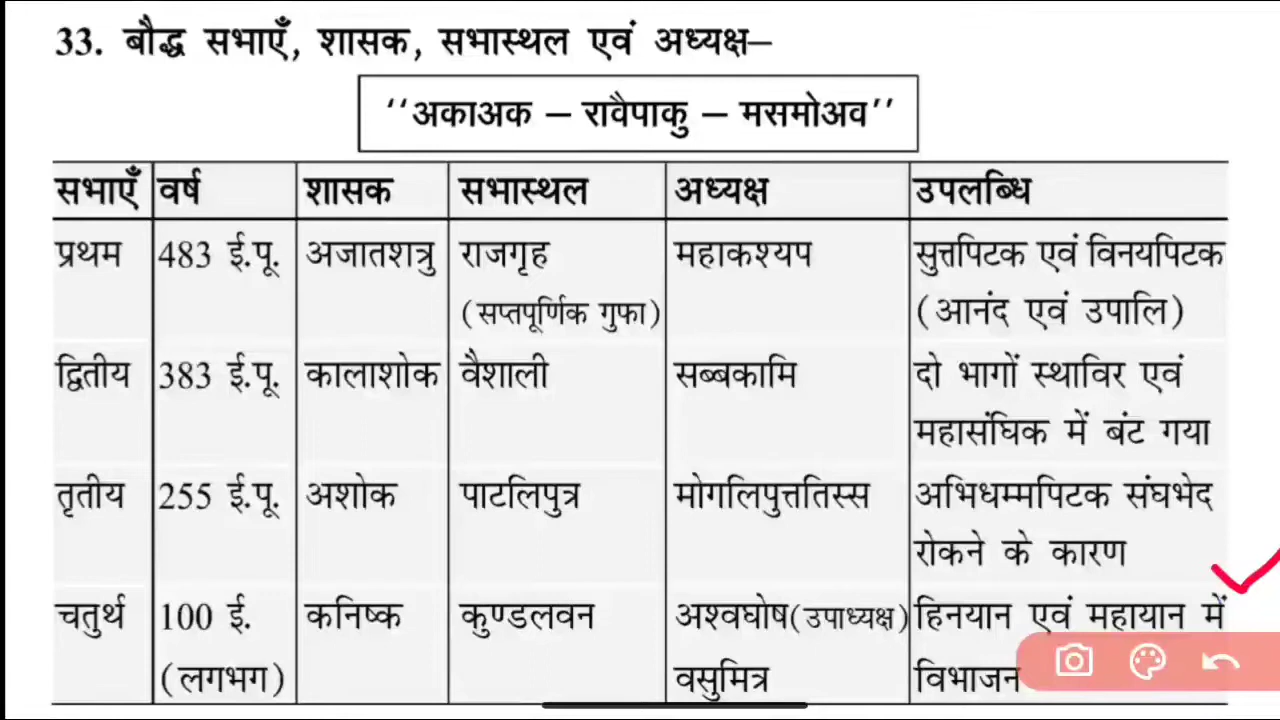 33. बौद्ध सभाएँ, शासक, सभास्थल एवं अध्यक्ष–
‘‘अकाअक – रावैपाकु – मसमोअव’’
सभाएँ वर्ष शासक सभास्थल अध्यक्ष उपलब्धि
प्रथम 483 ई.पू. अजातशत्रु राजगृह महाकश्यप सुत्तपिटक एवं विनयपिटक
(सप्तपूर्णिक गुफा) (आनंद एवं उपालि)
द्वितीय 383 ई.पू. कालाशोक वैशाली सब्बकामि दो भागों स्थाविर एवं
महासंघिक में बंट गया
तृतीय 255 ई.पू. अशोक पाटलिपुत्र मोगलिपुत्ततिस्स अभिधम्मपिटक संघभेद
रोकने के कारण
चतुर्थ 100 ई. कनिष्क कुण्डलवन अश्वघोष(उपाध्यक्ष) हिनयान एवं महायान में
(लगभग) वसुमित्र विभाजन